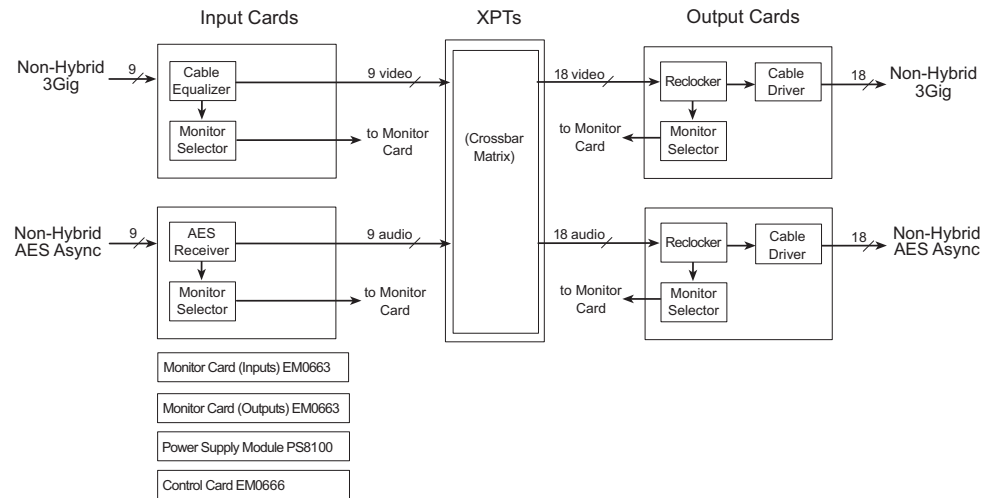 Input Cards
XPTs
Output Cards
Non-Hybrid
3Gig
9
Cable
Equalizer
9 video
Monitor
Selector
to Monitor
Card
(Crossbar
Matrix)
18 video
Reclocker
Cable
Driver
18
Non-Hybrid
3Gig
to Monitor
Card
Monitor
Selector
Non-Hybrid
AES Async
9
AES
Receiver
9 audio
Monitor
Selector
to Monitor
Card
18 audio
Reclocker
Cable
Driver
18
Non-Hybrid
AES Async
to Monitor
Card
Monitor
Selector
Monitor Card (Inputs) EM0663
Monitor Card (Outputs) EM0663
Power Supply Module PS8100
Control Card EM0666